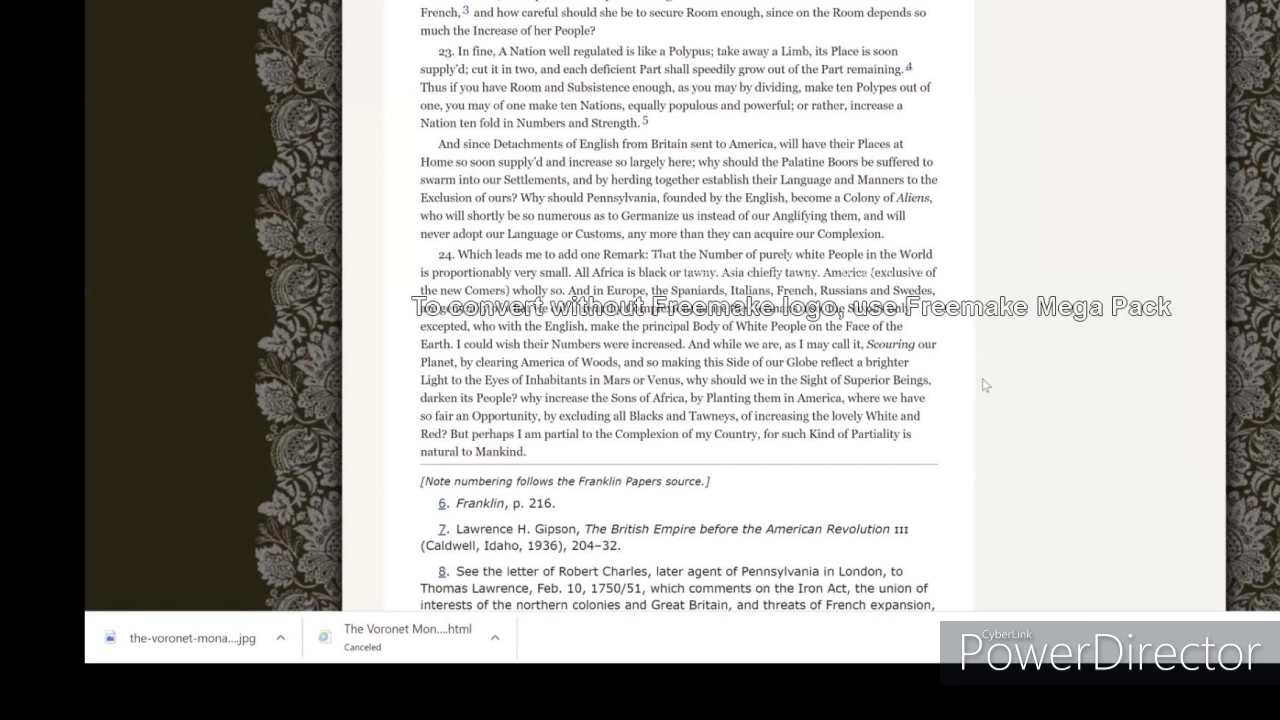 French,3 and how careful should she be to secure Room enough, since on the Room depends so
much the Increase of her People?
23. In fine, A Nation well regulated is like a Polypus; take away a Limb, its Place is soon
supply'd; cut it in two, and each deficient Part shall speedily grow out of the Part remaining.4
Thus if you have Room and Subsistence enough, as you may by dividing, make ten Polypes out of
one, you may of one make ten Nations, equally populous and powerful; or rather, increase a
Nation ten fold in Numbers and Strength.5
And since Detachments of English from Britain sent to America, will have their Places at
Home so soon supply'd and increase so largely here; why should the Palatine Boors be suffered to
swarm into our Settlements, and by herding together establish their Language and Manners to the
Exclusion of ours? Why should Pennsylvania, founded by the English, become a Colony of Aliens,
who will shortly be so numerous as to Germanize us instead of our Anglifying them, and will
never adopt our Language or Customs, any more than they can acquire our Complexion.
24. Which leads me to add one Remark: That the Number of purely white People in the World
is proportionably very small. All Africa is black or tawny. Asia chiefly tawny. America (exclusive of
the new Comers) wholly so. And in Europe, the Spaniards, Italians, French, Russians and Swedes,
To convert without Freemake logo, use Freemake Mega Pack
excepted, who with the English, make the principal Body of White People on the Face of the
Earth. I could wish their Numbers were increased. And while we are, as I may call it, Scouring our
Planet, by clearing America of Woods, and so making this Side of our Globe reflect a brighter
Light to the Eyes of Inhabitants in Mars or Venus, why should we in the Sight of Superior Beings,
darken its People? why increase the Sons of Africa, by Planting them in America, where we have
so fair an Opportunity, by excluding all Blacks and Tawneys, of increasing the lovely White and
Red? But perhaps I am partial to the Complexion of my Country, for such Kind of Partiality is
natural to Mankind.
[Note numbering follows the Franklin Papers source.]
6. Franklin, p. 216.
7. Lawrence H. Gipson, The British Empire before the American Revolution III
(Caldwell, Idaho, 1936), 204–32.
8. See the letter of Robert Charles, later agent of Pennsylvania in London, to
Thomas Lawrence, Feb. 10, 1750/51, which comments on the Iron Act, the union of
interests of the northern colonies and Great Britain, and threats of French expansion,
the-voronet-mona....jpg
The Voronet Mon....html
Canceled
CyberLink
PowerDirector